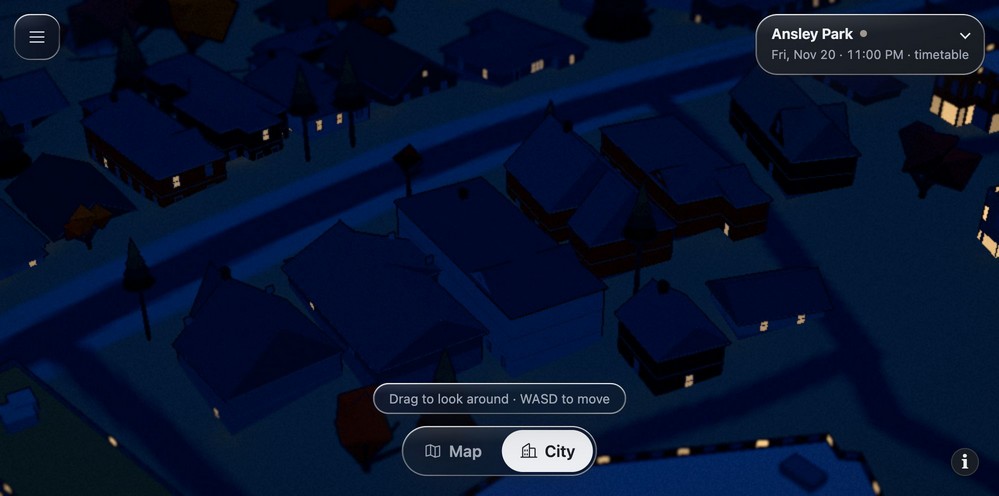 Ansley Park
Fri, Nov 20 · 11:00 PM · timetable
Drag to look around · WASD to move
Map
City
i